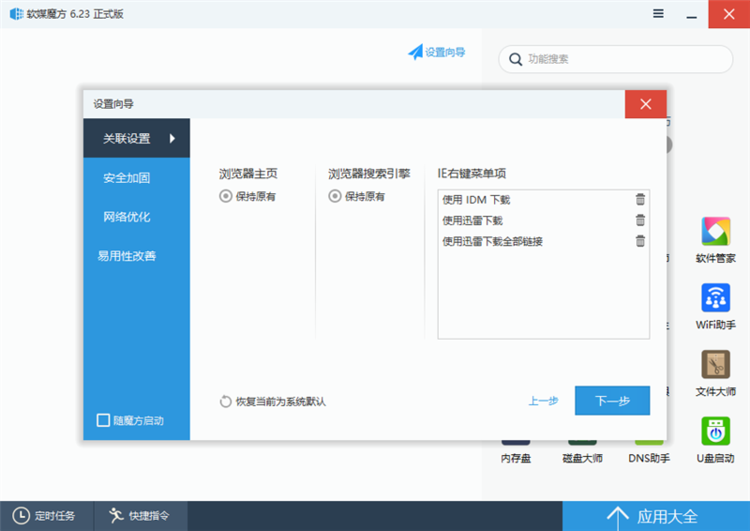 软媒魔方 6.23 正式版
设置向导
功能搜索
设置向导
关联设置
安全加固
网络优化
易用性改善
随魔方启动
浏览器主页
保持原有
浏览器搜索引擎
保持原有
IE右键菜单项
使用 IDM 下载
使用迅雷下载
使用迅雷下载全部链接
恢复当前为系统默认
上一步
下一步
软件管家
WiFi助手
文件大师
内存盘
磁盘大师
DNS助手
U盘启动
定时任务
快捷指令
应用大全